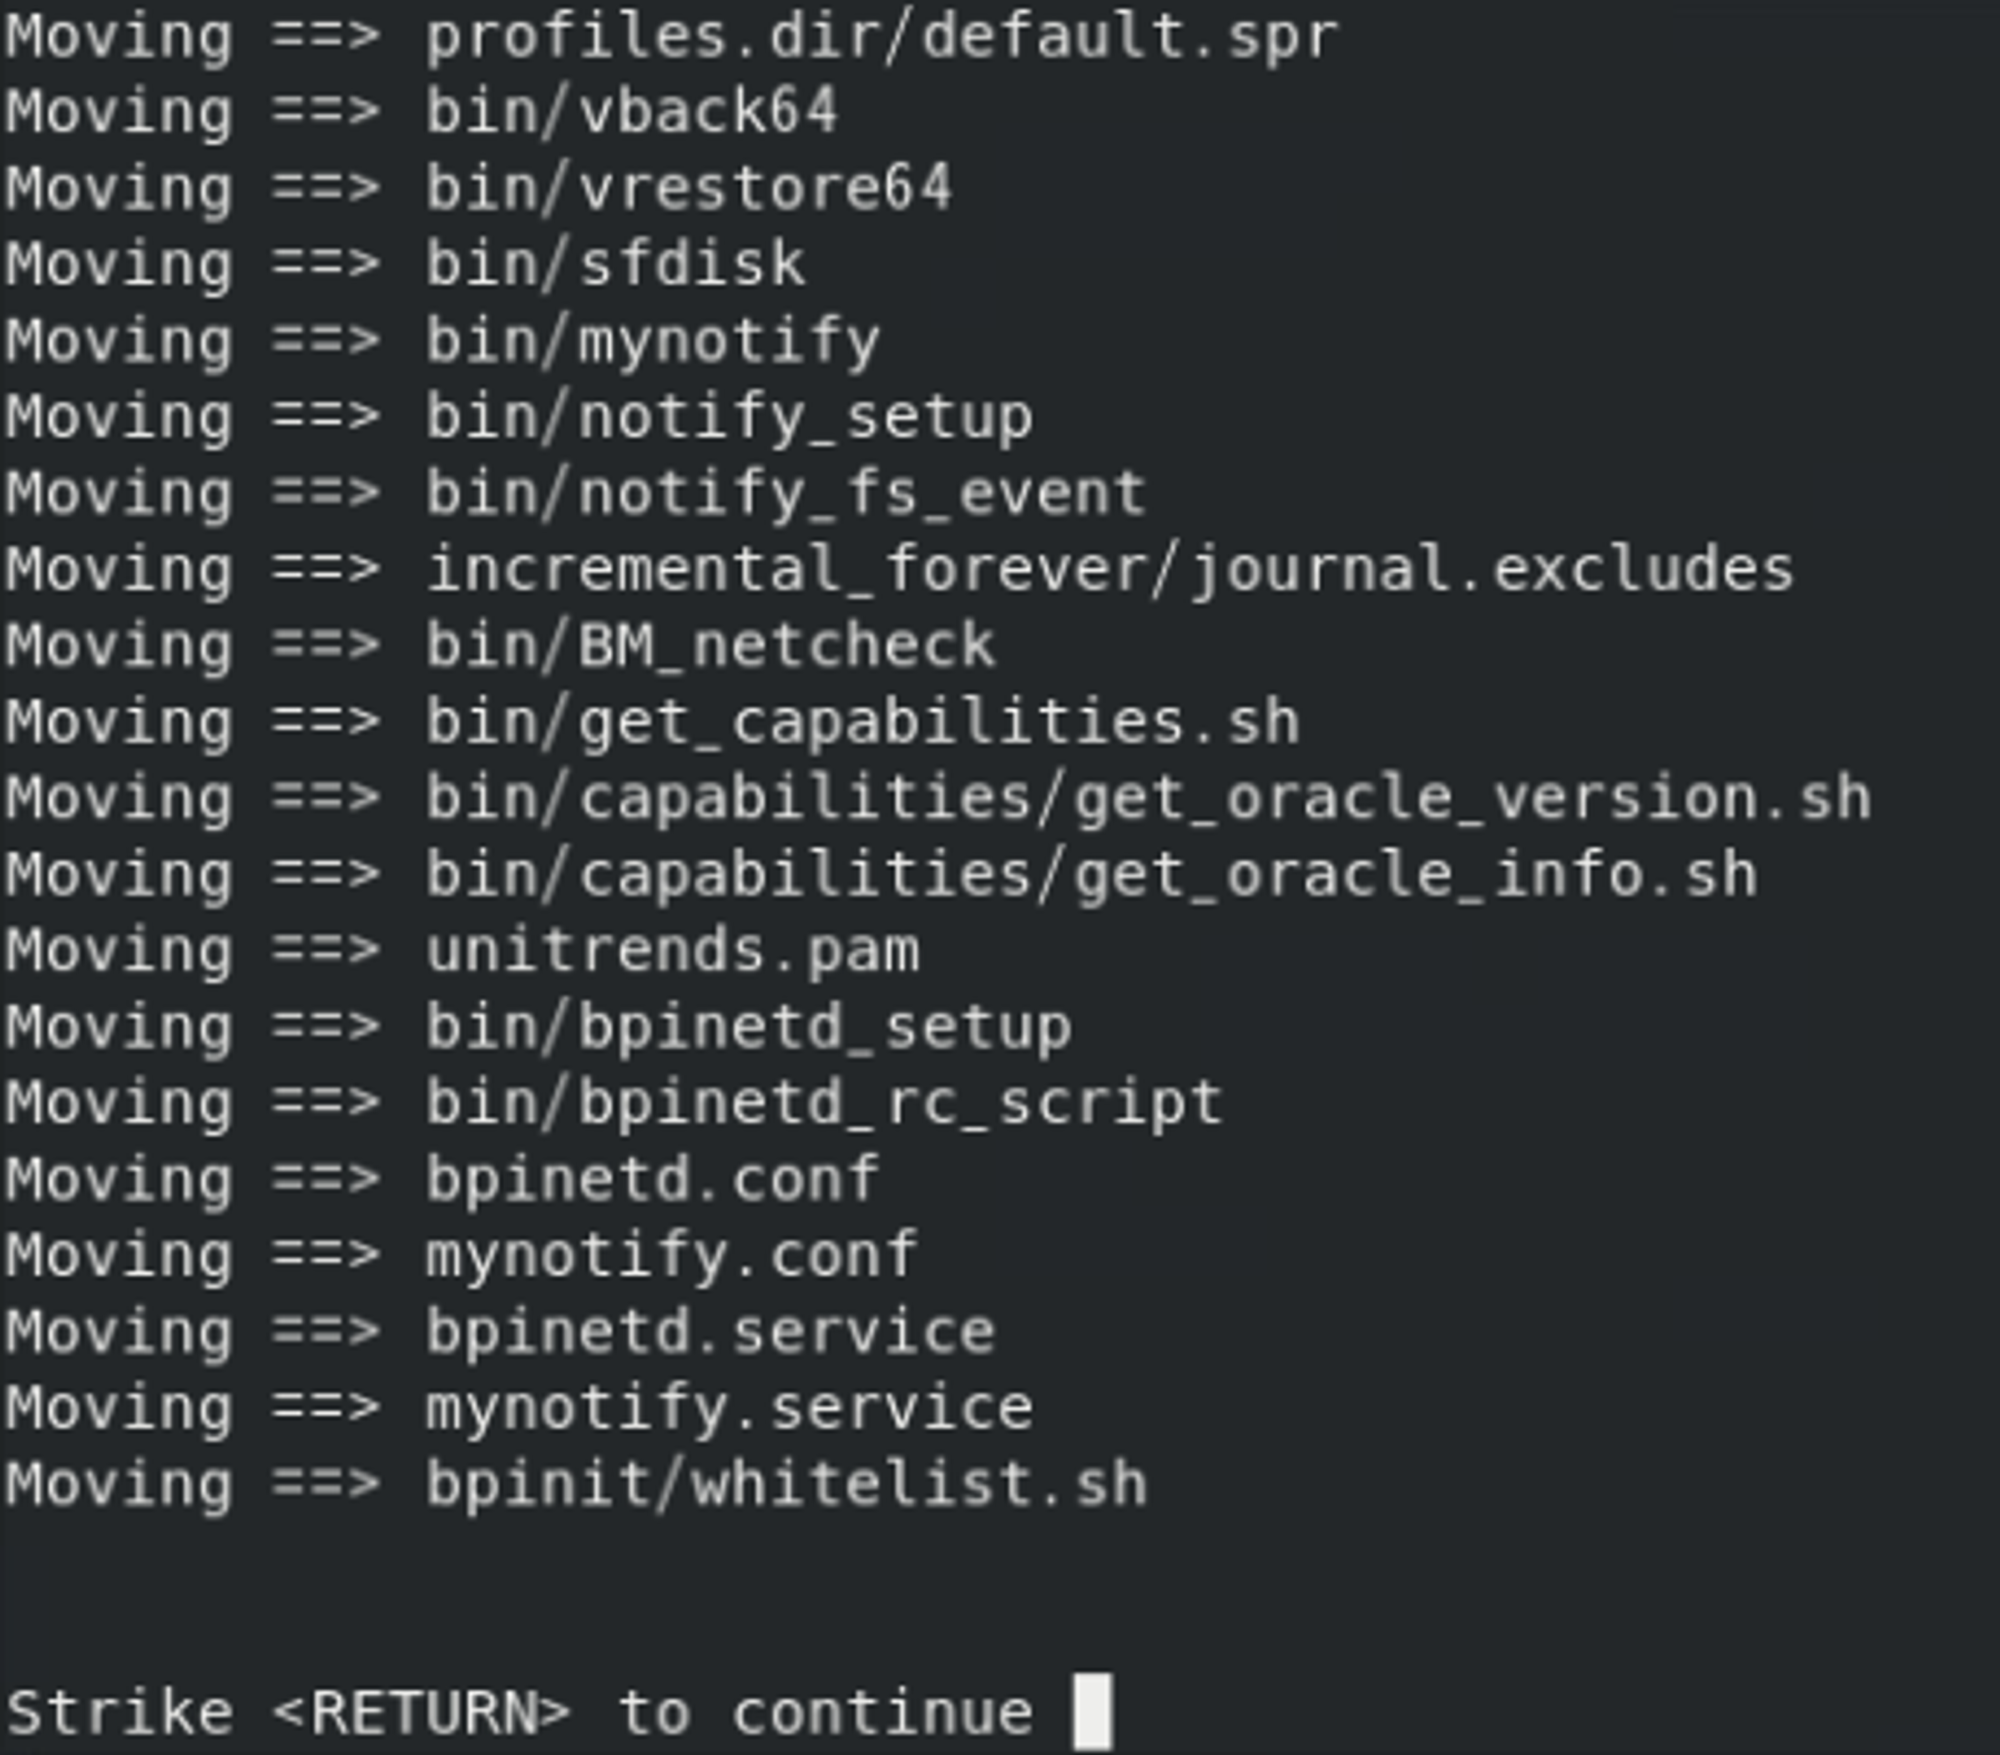 Moving ==> profiles.dir/default.spr
Moving ==> bin/vback64
Moving ==> bin/vrestore64
Moving ==> bin/sfdisk
Moving ==> bin/mynotify
Moving ==> bin/notify_setup
Moving ==> bin/notify_fs_event
Moving ==> incremental_forever/journal.excludes
Moving ==> bin/BM_netcheck
Moving ==> bin/get_capabilities.sh
Moving ==> bin/capabilities/get_oracle_version.sh
Moving ==> bin/capabilities/get_oracle_info.sh
Moving ==> unitrends.pam
Moving ==> bin/bpinetd_setup
Moving ==> bin/bpinetd_rc_script
Moving ==> bpinetd.conf
Moving ==> mynotify.conf
Moving ==> bpinetd.service
Moving ==> mynotify.service
Moving ==> bpinit/whitelist.sh
Strike <RETURN> to continue